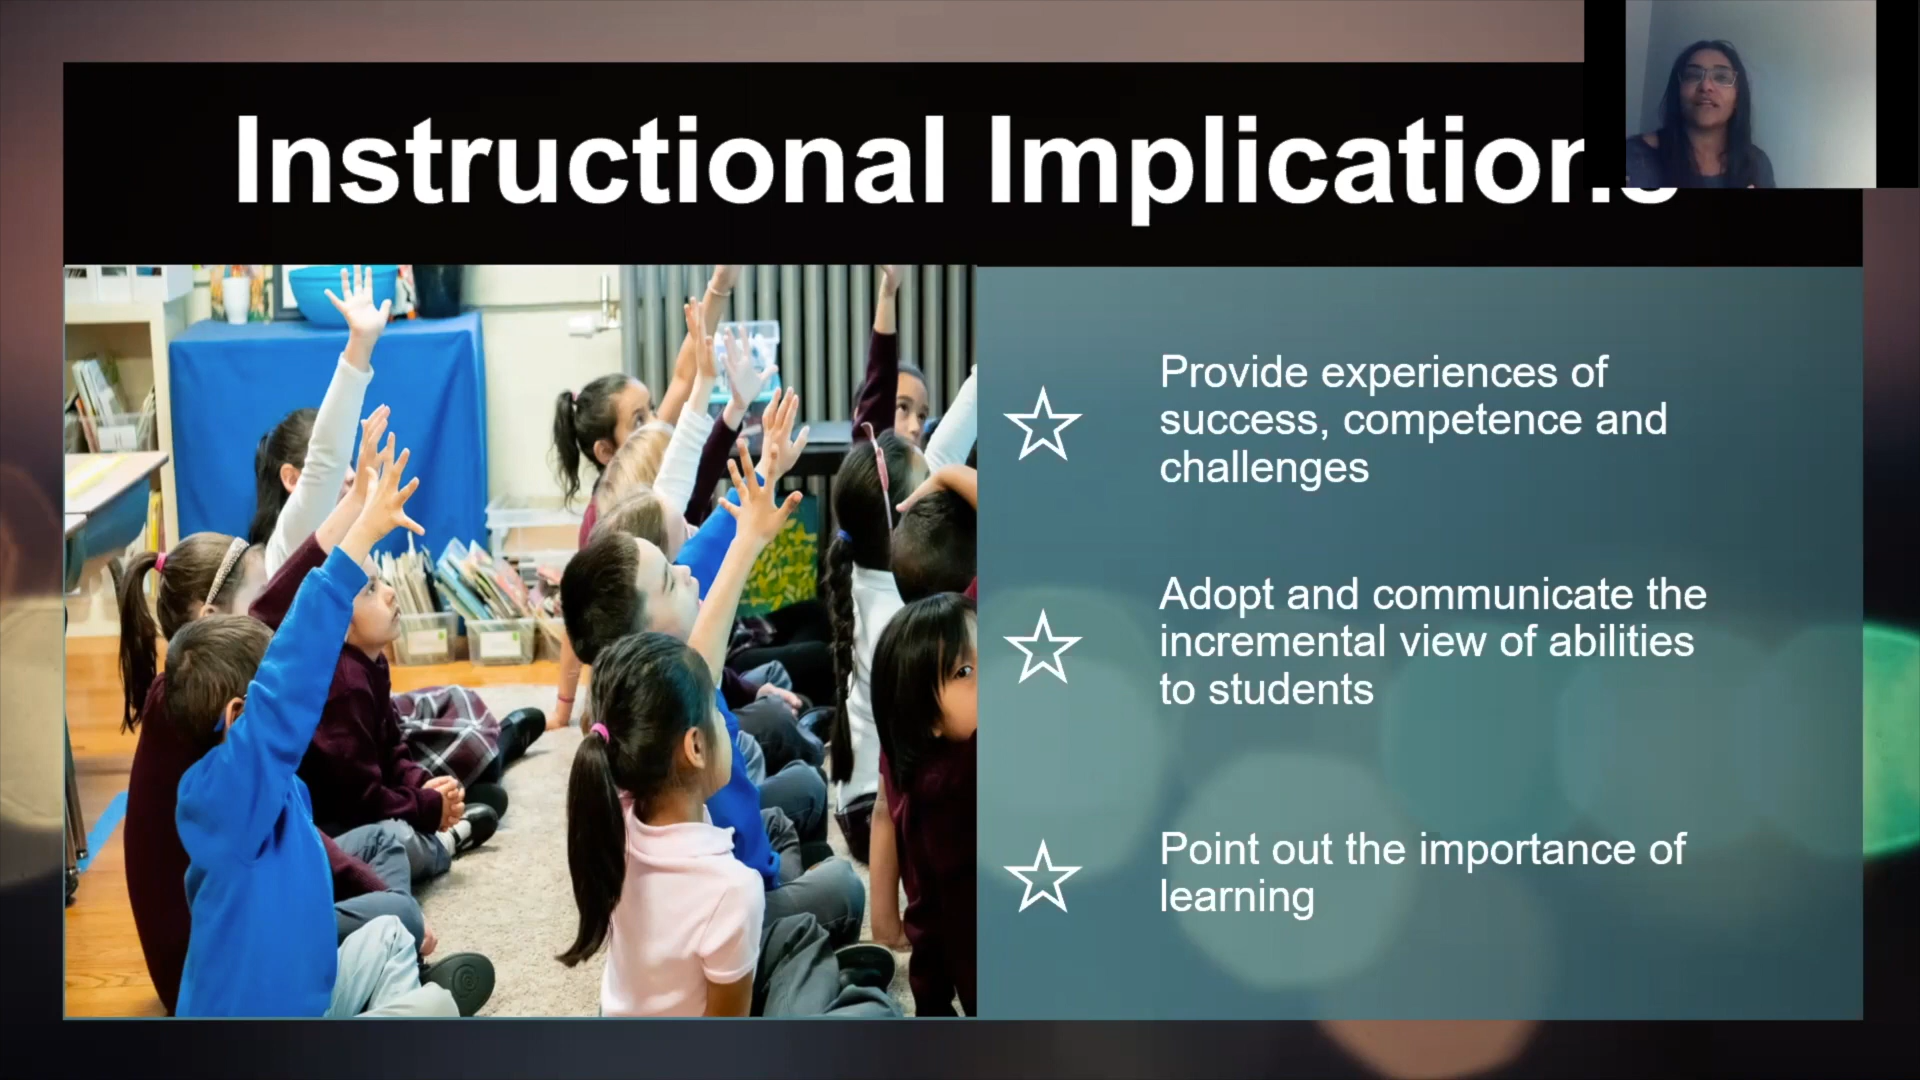 Instructional Implications
Provide experiences of
success, competence and
challenges
Adopt and communicate the
incremental view of abilities
to students
Point out the importance of
learning